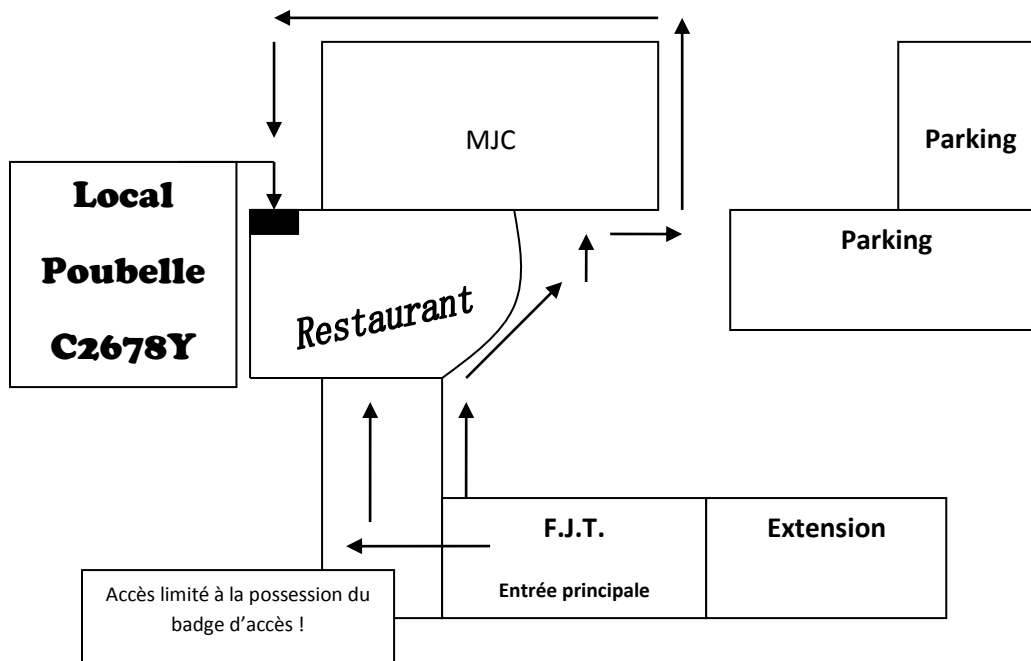 MJC
Parking
Local
Poubelle
C2678Y
Parking
Restaurant
F.J.T.
Extension
Entrée principale
Accès limité à la possession du
badge d’accès !